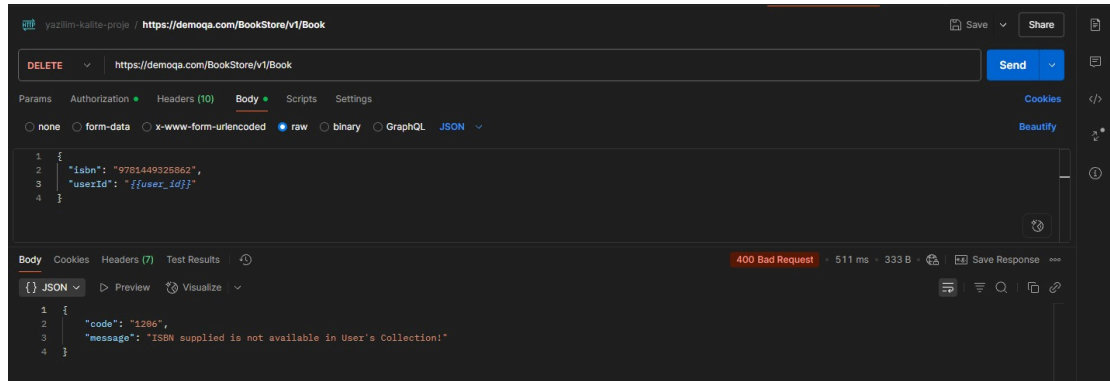 yazilim-kalite-proje / https://demoqa.com/BookStore/v1/Book Save Share
DELETE https://demoqa.com/BookStore/v1/Book Send
Params Authorization Headers (10) Body Scripts Settings Cookies
none form-data x-www-form-urlencoded raw binary GraphQL JSON Beautify
1 {
2 "isbn": "9781449325862",
3 "userId": "{{user_id}}"
4 }
Body Cookies Headers (7) Test Results 400 Bad Request • 511 ms • 333 B • e.g. Save Response
{} JSON Preview Visualize
1 {
2 "code": "1206",
3 "message": "ISBN supplied is not available in User's Collection!"
4 }